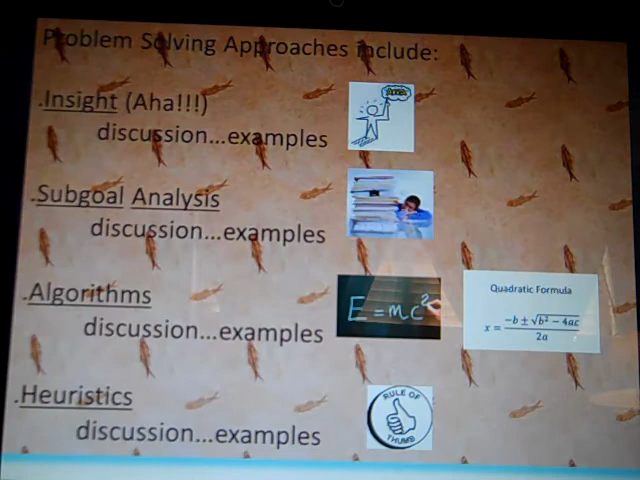 Problem Solving Approaches include:
.Insight (Aha!!!)
discussion...examples
.Subgoal Analysis
discussion...examples
.Algorithms
discussion...examples
E = mc²
Quadratic Formula
x = −b ± √b² − 4ac / 2a
.Heuristics
discussion...examples
RULE OF
THUMB